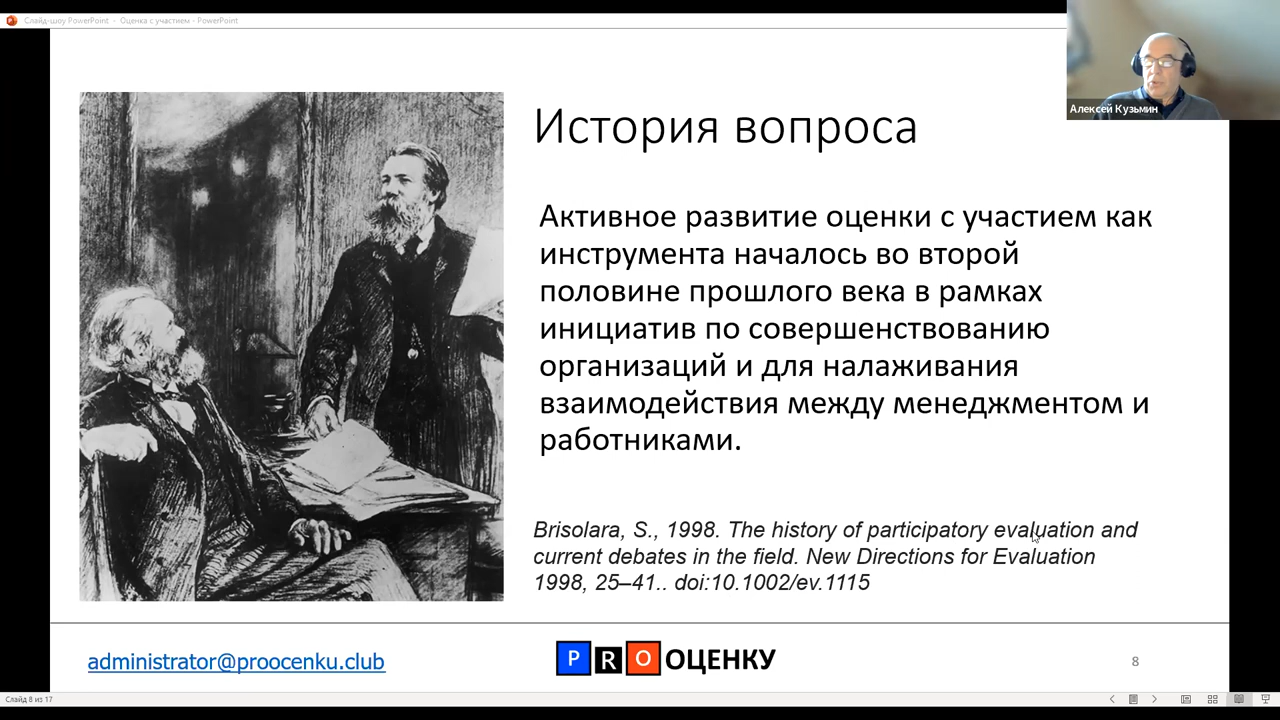 Слайд-шоу PowerPoint - Оценка с участием - PowerPoint
Алексей Кузьмин
История вопроса
Активное развитие оценки с участием как
инструмента началось во второй
половине прошлого века в рамках
инициатив по совершенствованию
организаций и для налаживания
взаимодействия между менеджментом и
работниками.
Brisolara, S., 1998. The history of participatory evaluation and
current debates in the field. New Directions for Evaluation
1998, 25–41.. doi:10.1002/ev.1115
administrator@proocenku.club
PRO ОЦЕНКУ
8
Слайд 8 из 17